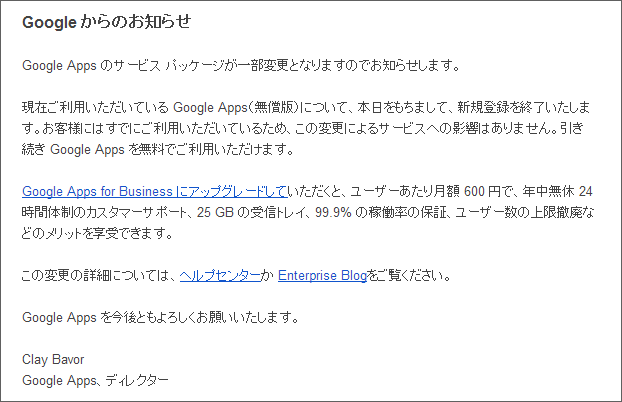 Google からのお知らせ
Google Apps のサービス パッケージが一部変更となりますのでお知らせします。
現在ご利用いただいている Google Apps（無償版）について、本日をもちまして、新規登録を終了いたしま
す。お客様にはすでにご利用いただいているため、この変更によるサービスへの影響はありません。引き
続き Google Apps を無料でご利用いただけます。
Google Apps for Business にアップグレードしていただくと、ユーザーあたり月額 600 円で、年中無休 24
時間体制のカスタマーサポート、25 GB の受信トレイ、99.9% の稼働率の保証、ユーザー数の上限撤廃な
どのメリットを享受できます。
この変更の詳細については、ヘルプセンターか Enterprise Blogをご覧ください。
Google Apps を今後ともよろしくお願いいたします。
Clay Bavor
Google Apps、ディレクター